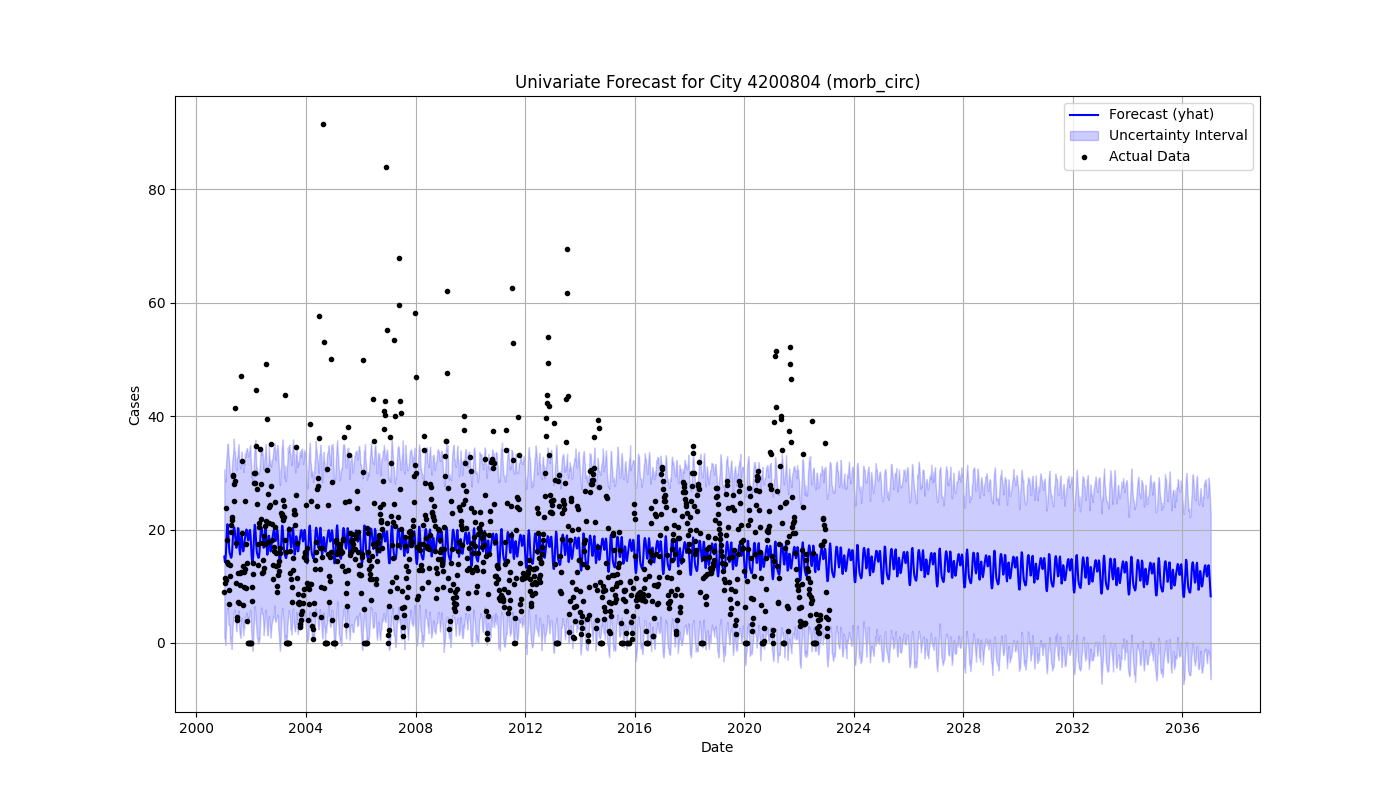 Univariate Forecast for City 4200804 (morb_circ)
Forecast (yhat)
Uncertainty Interval
Actual Data
Cases
80
60
40
20
0
2000 2004 2008 2012 2016 2020 2024 2028 2032 2036
Date